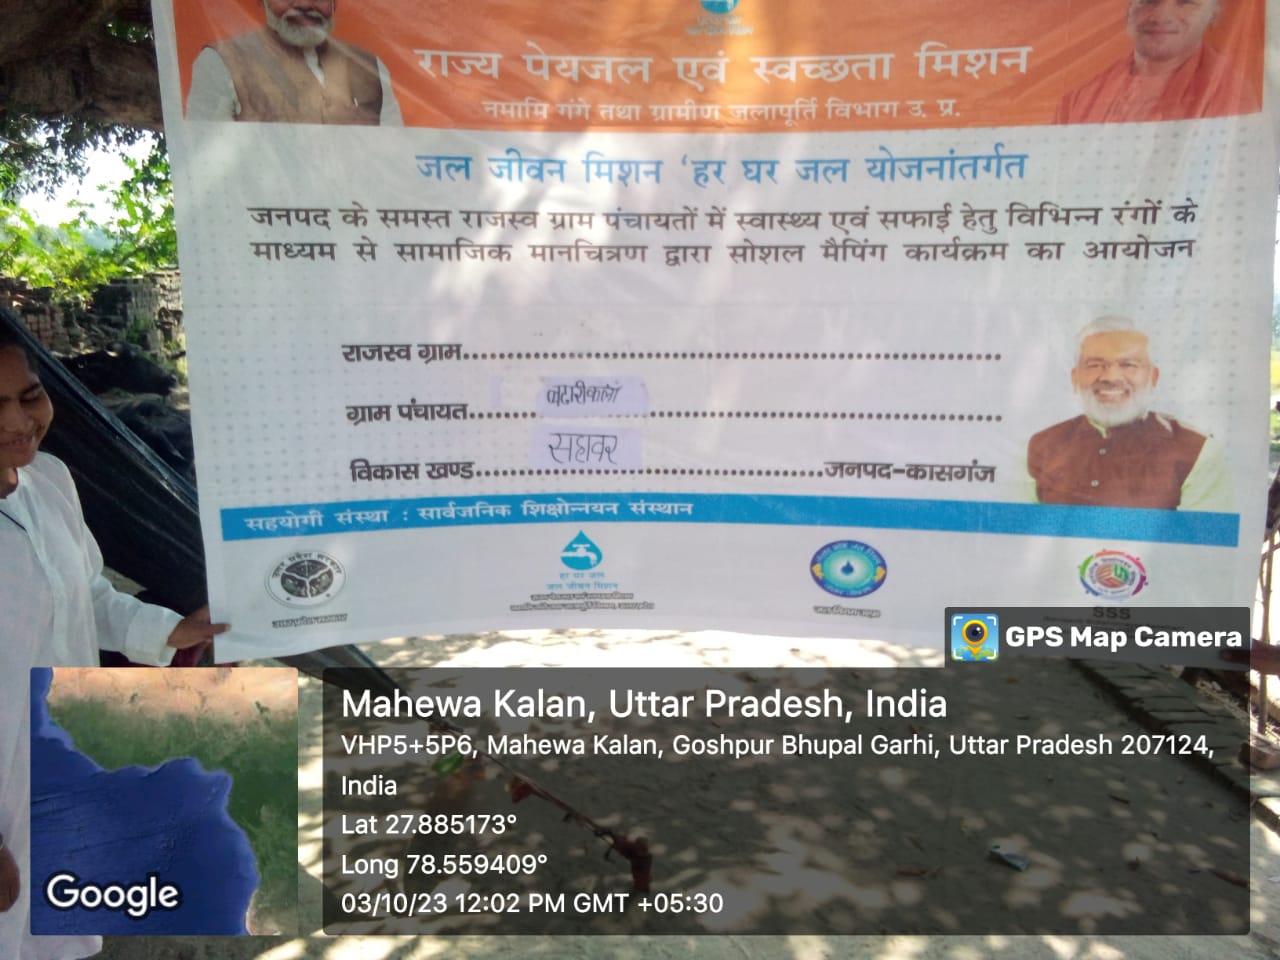 राज्य पेयजल एवं स्वच्छता मिशन
नमामि गंगे तथा ग्रामीण जलापूर्ति विभाग उ. प्र.
जल जीवन मिशन 'हर घर जल योजनांतर्गत
जनपद के समस्त राजस्व ग्राम पंचायतों में स्वास्थ्य एवं सफाई हेतु विभिन्न रंगों के
माध्यम से सामाजिक मानचित्रण द्वारा सोशल मैपिंग कार्यक्रम का आयोजन
राजस्व ग्राम
ग्राम पंचायत
विकास खण्ड सहावर जनपद-कासगंज
सहयोगी संस्था : सार्वजनिक शिक्षोन्नयन संस्थान
हर घर जल
जल जीवन मिशन
SSS
GPS Map Camera
Mahewa Kalan, Uttar Pradesh, India
VHP5+5P6, Mahewa Kalan, Goshpur Bhupal Garhi, Uttar Pradesh 207124,
India
Lat 27.885173°
Long 78.559409°
03/10/23 12:02 PM GMT +05:30
Google